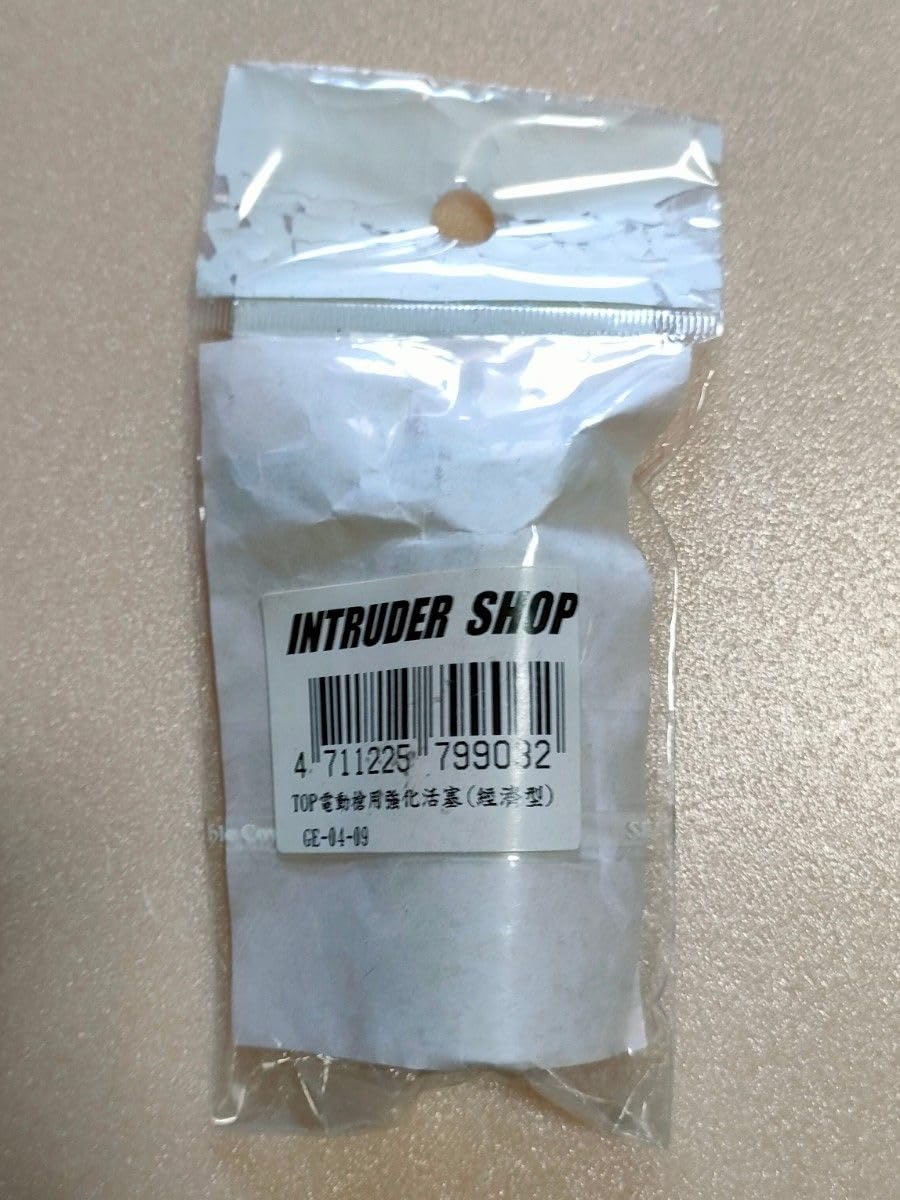 INTRUDER SHOP
4 711225 799032
TOP電動槍用強化活塞(經濟型)
GE-04-09